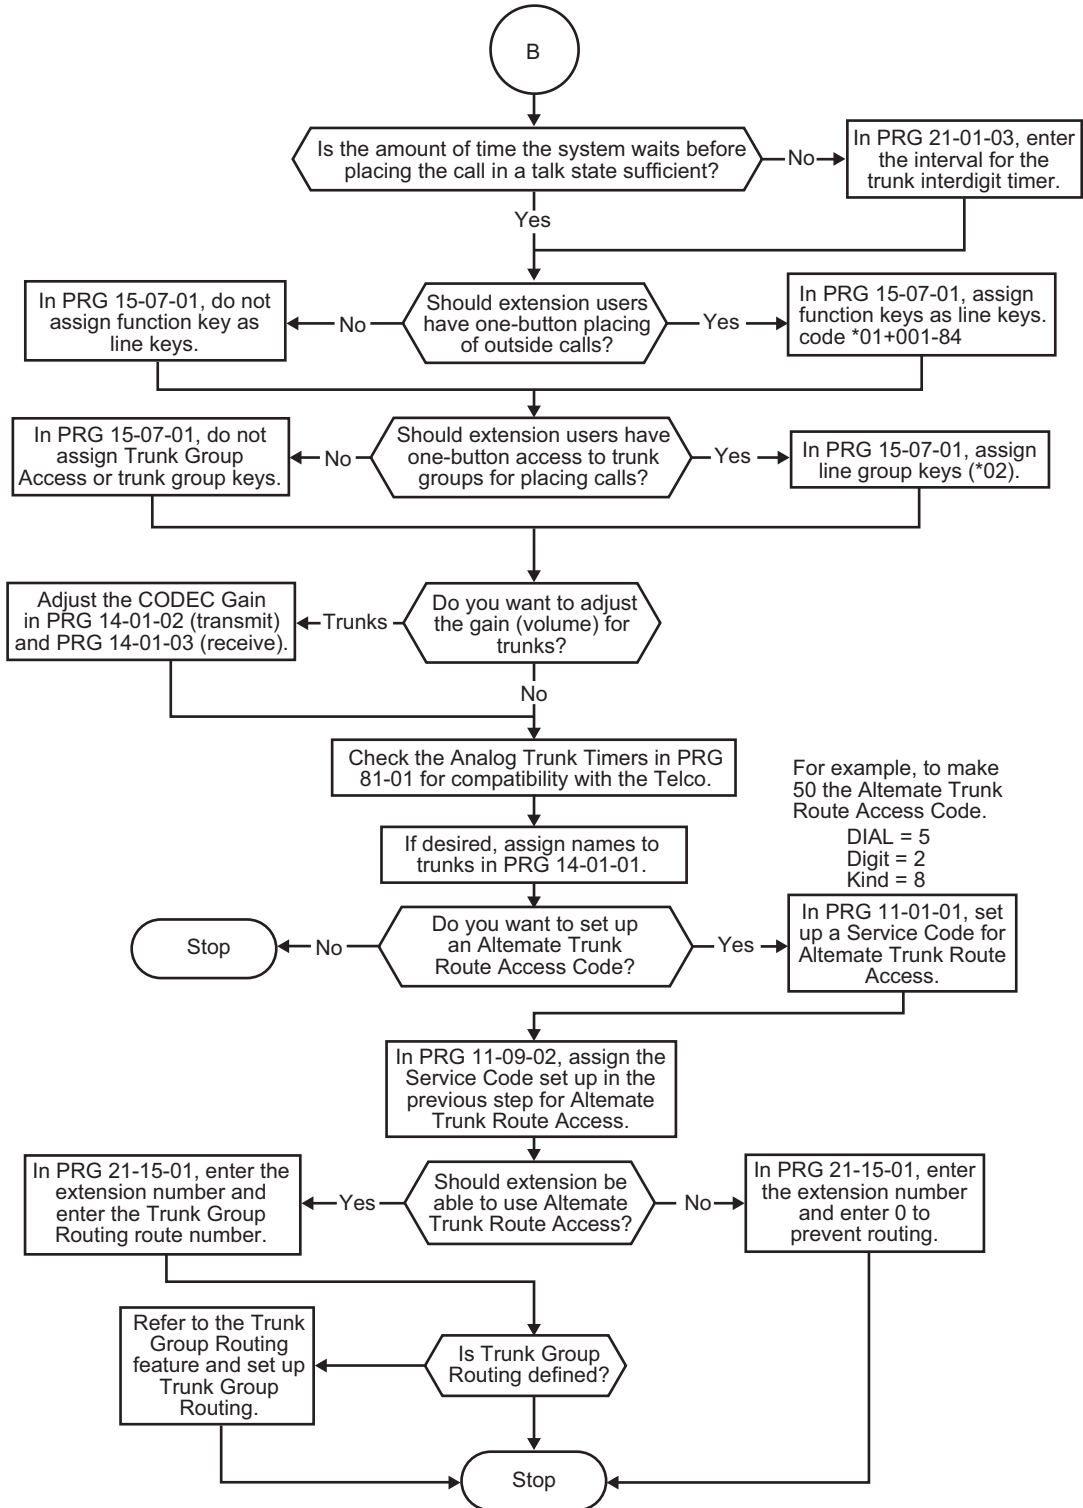 B
Is the amount of time the system waits before
placing the call in a talk state sufficient?
No
In PRG 21-01-03, enter
the interval for the
trunk interdigit timer.
Yes
In PRG 15-07-01, do not
assign function key as
line keys.
No
Should extension users
have one-button placing
of outside calls?
Yes
In PRG 15-07-01, assign
function keys as line keys.
code *01+001-84
In PRG 15-07-01, do not
assign Trunk Group
Access or trunk group keys.
No
Should extension users have
one-button access to trunk
groups for placing calls?
Yes
In PRG 15-07-01, assign
line group keys (*02).
Adjust the CODEC Gain
in PRG 14-01-02 (transmit)
and PRG 14-01-03 (receive).
Trunks
Do you want to adjust
the gain (volume) for
trunks?
No
Check the Analog Trunk Timers in PRG
81-01 for compatibility with the Telco.
For example, to make
50 the Alternate Trunk
Route Access Code.
DIAL = 5
Digit = 2
Kind = 8
If desired, assign names to
trunks in PRG 14-01-01.
Stop
No
Do you want to set up
an Alternate Trunk
Route Access Code?
Yes
In PRG 11-01-01, set
up a Service Code for
Alternate Trunk Route
Access.
In PRG 11-09-02, assign the
Service Code set up in the
previous step for Alternate
Trunk Route Access.
In PRG 21-15-01, enter the
extension number and
enter the Trunk Group
Routing route number.
Yes
Should extension be
able to use Alternate
Trunk Route Access?
No
In PRG 21-15-01, enter
the extension number
and enter 0 to
prevent routing.
Refer to the Trunk
Group Routing
feature and set up
Trunk Group
Routing.
Is Trunk Group
Routing defined?
Stop